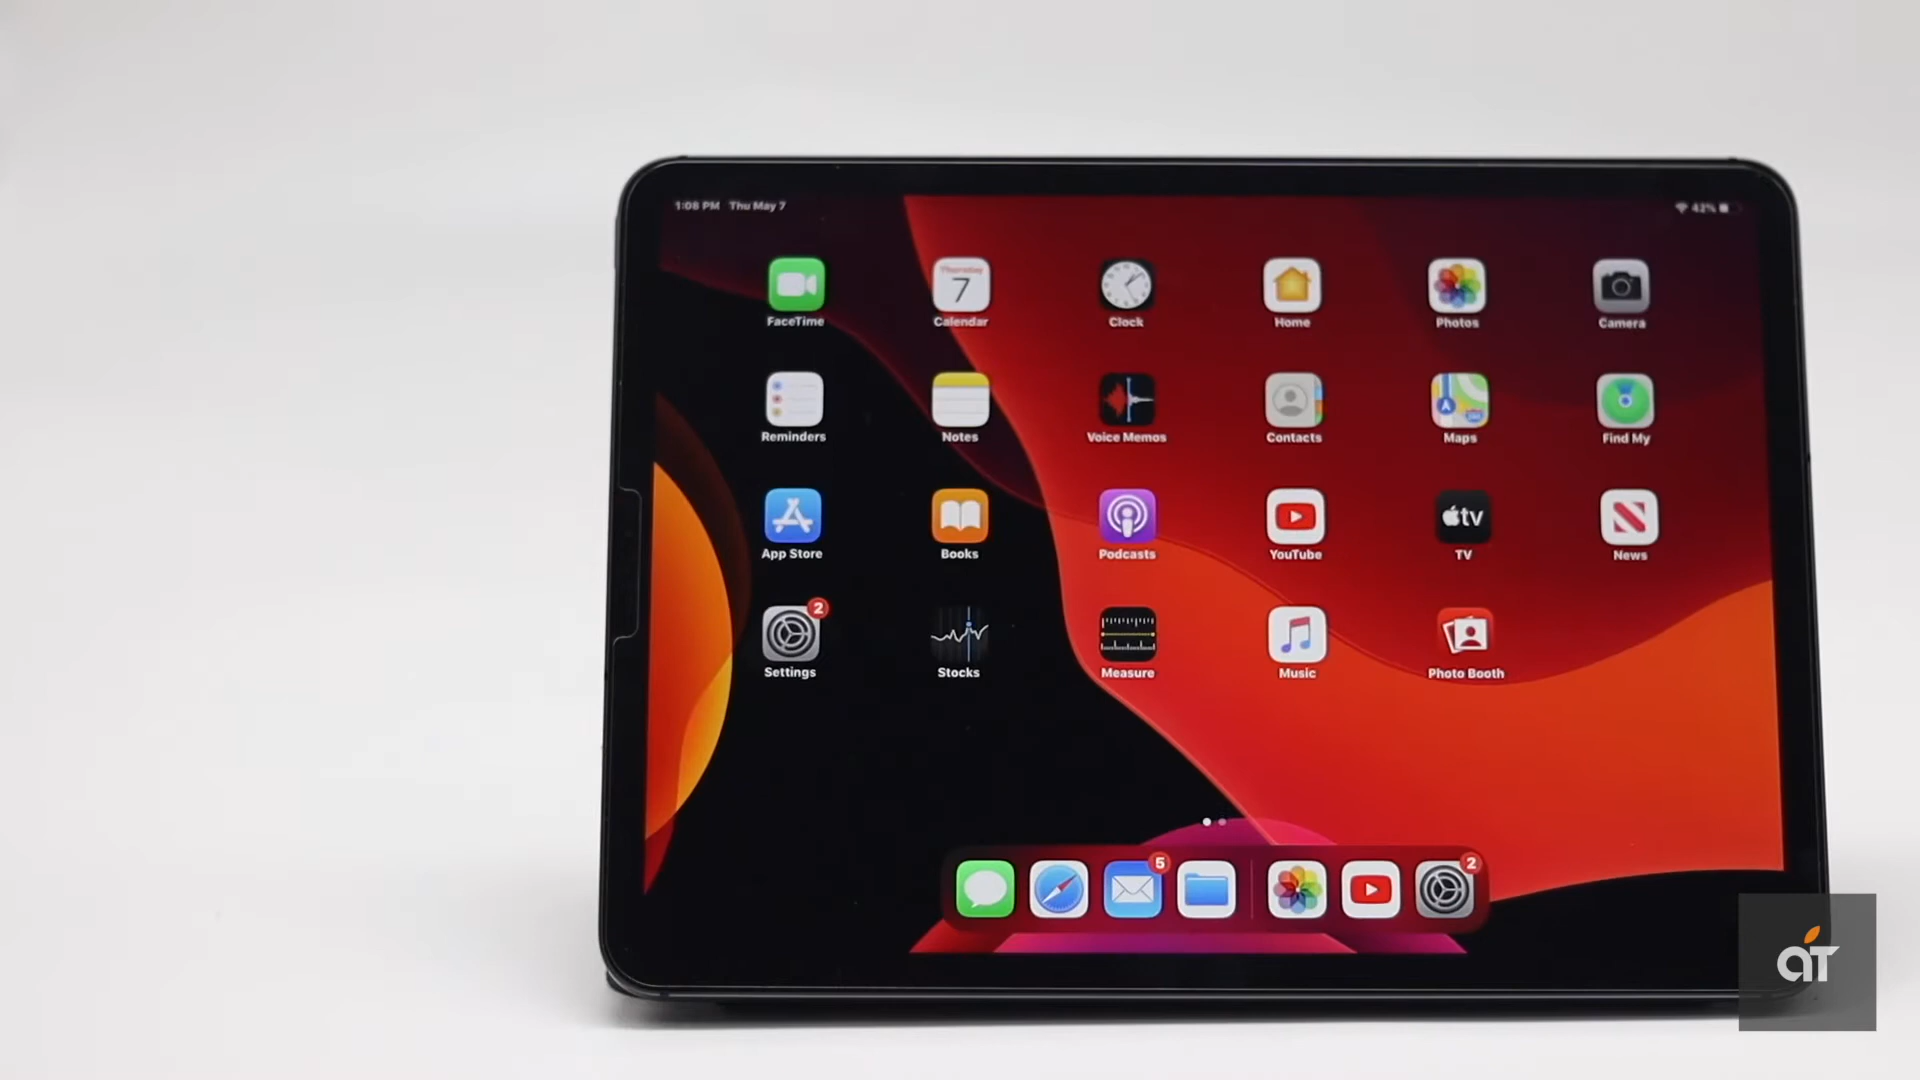 1:08 PM Thu May 7
42%
Thursday
7
FaceTime
Calendar
Clock
Home
Photos
Camera
Reminders
Notes
Voice Memos
Contacts
Maps
Find My
tv
App Store
Books
Podcasts
YouTube
TV
News
2
Settings
Stocks
Measure
Music
Photo Booth
5
2
aT